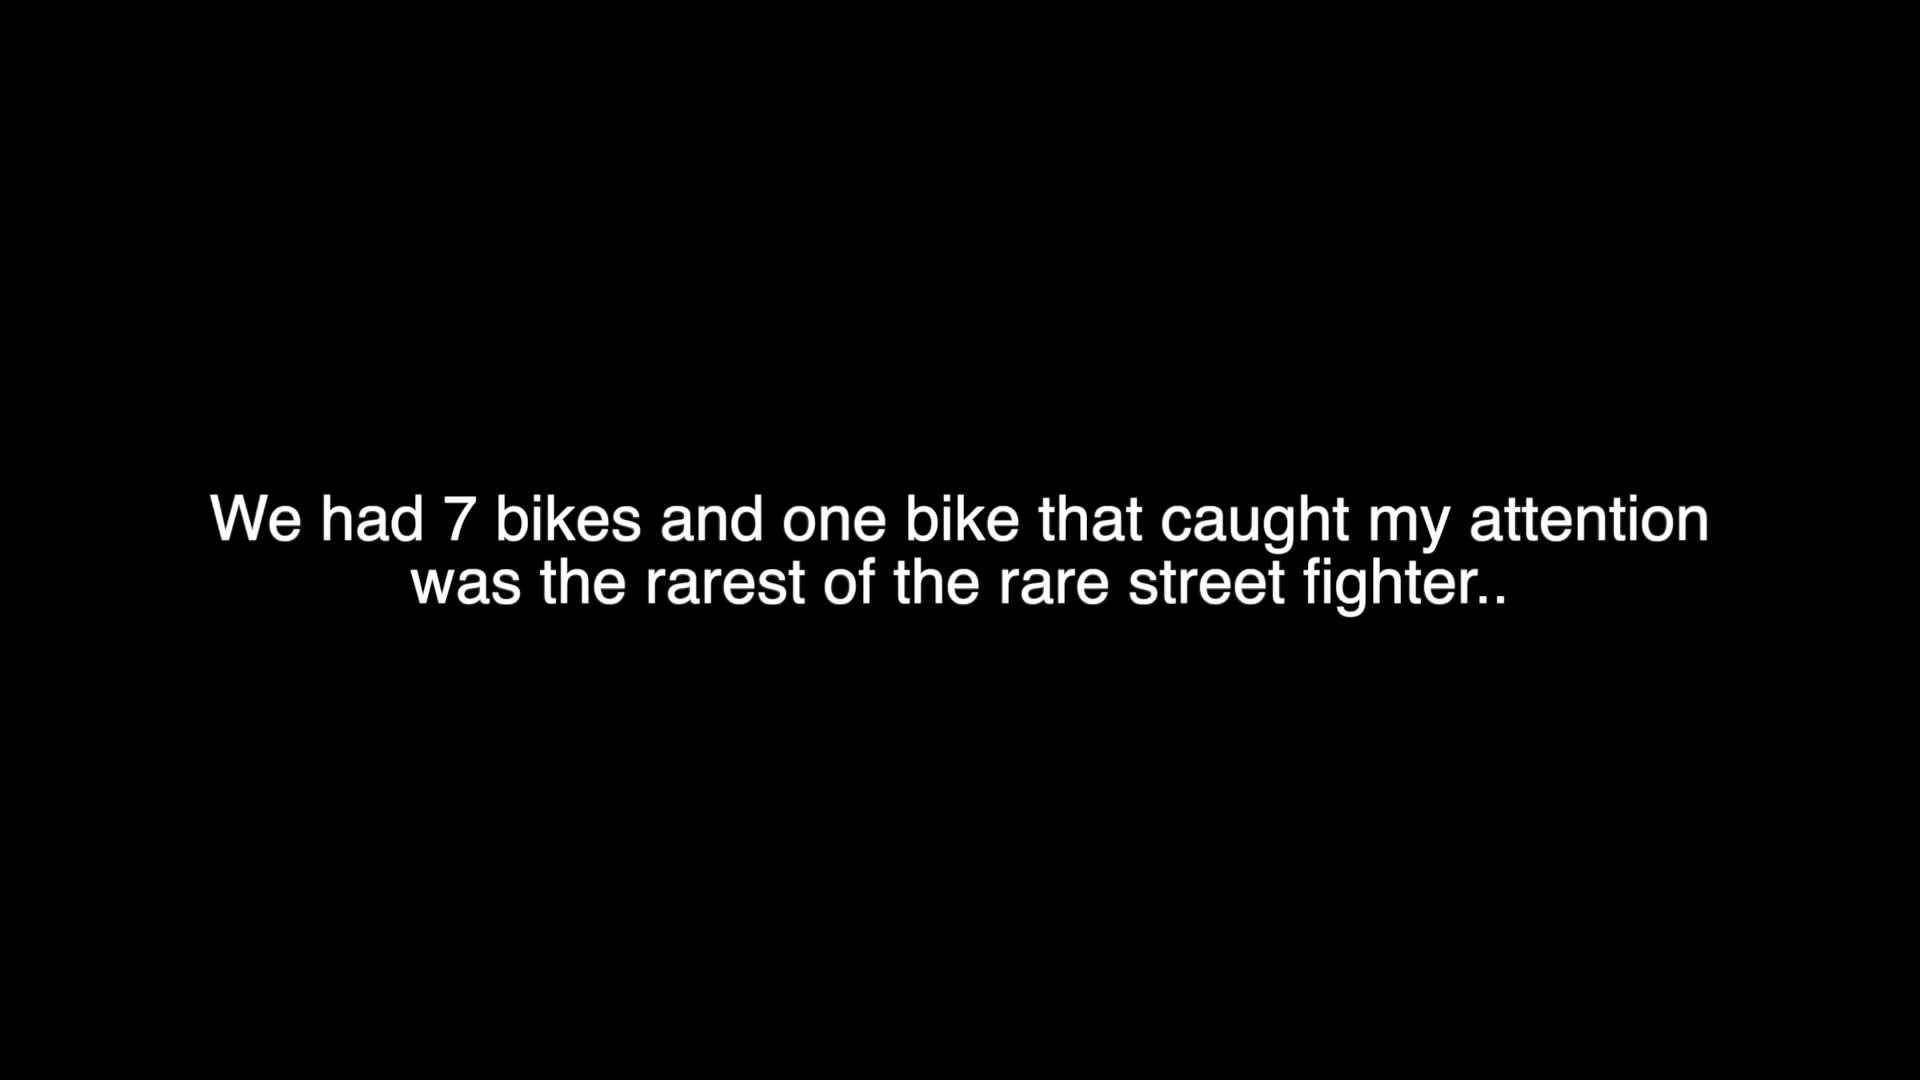 We had 7 bikes and one bike that caught my attention
was the rarest of the rare street fighter..